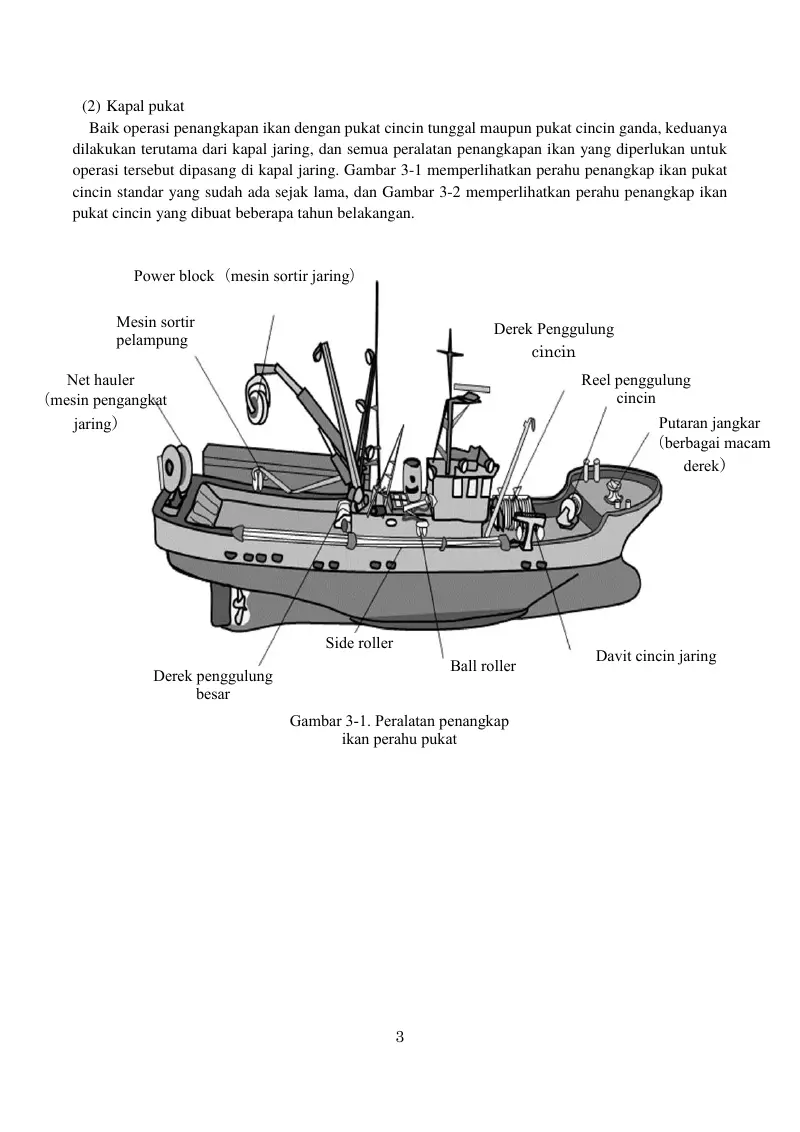 (2) Kapal pukat
Baik operasi penangkapan ikan dengan pukat cincin tunggal maupun pukat cincin ganda, keduanya
dilakukan terutama dari kapal jaring, dan semua peralatan penangkapan ikan yang diperlukan untuk
operasi tersebut dipasang di kapal jaring. Gambar 3-1 memperlihatkan perahu penangkap ikan pukat
cincin standar yang sudah ada sejak lama, dan Gambar 3-2 memperlihatkan perahu penangkap ikan
pukat cincin yang dibuat beberapa tahun belakangan.
Power block（mesin sortir jaring）
Mesin sortir
pelampung
Derek Penggulung
cincin
Net hauler
（mesin pengangkat
jaring）
Reel penggulung
cincin
Putaran jangkar
（berbagai macam
derek）
Side roller
Ball roller
Davit cincin jaring
Derek penggulung
besar
Gambar 3-1. Peralatan penangkap
ikan perahu pukat
3